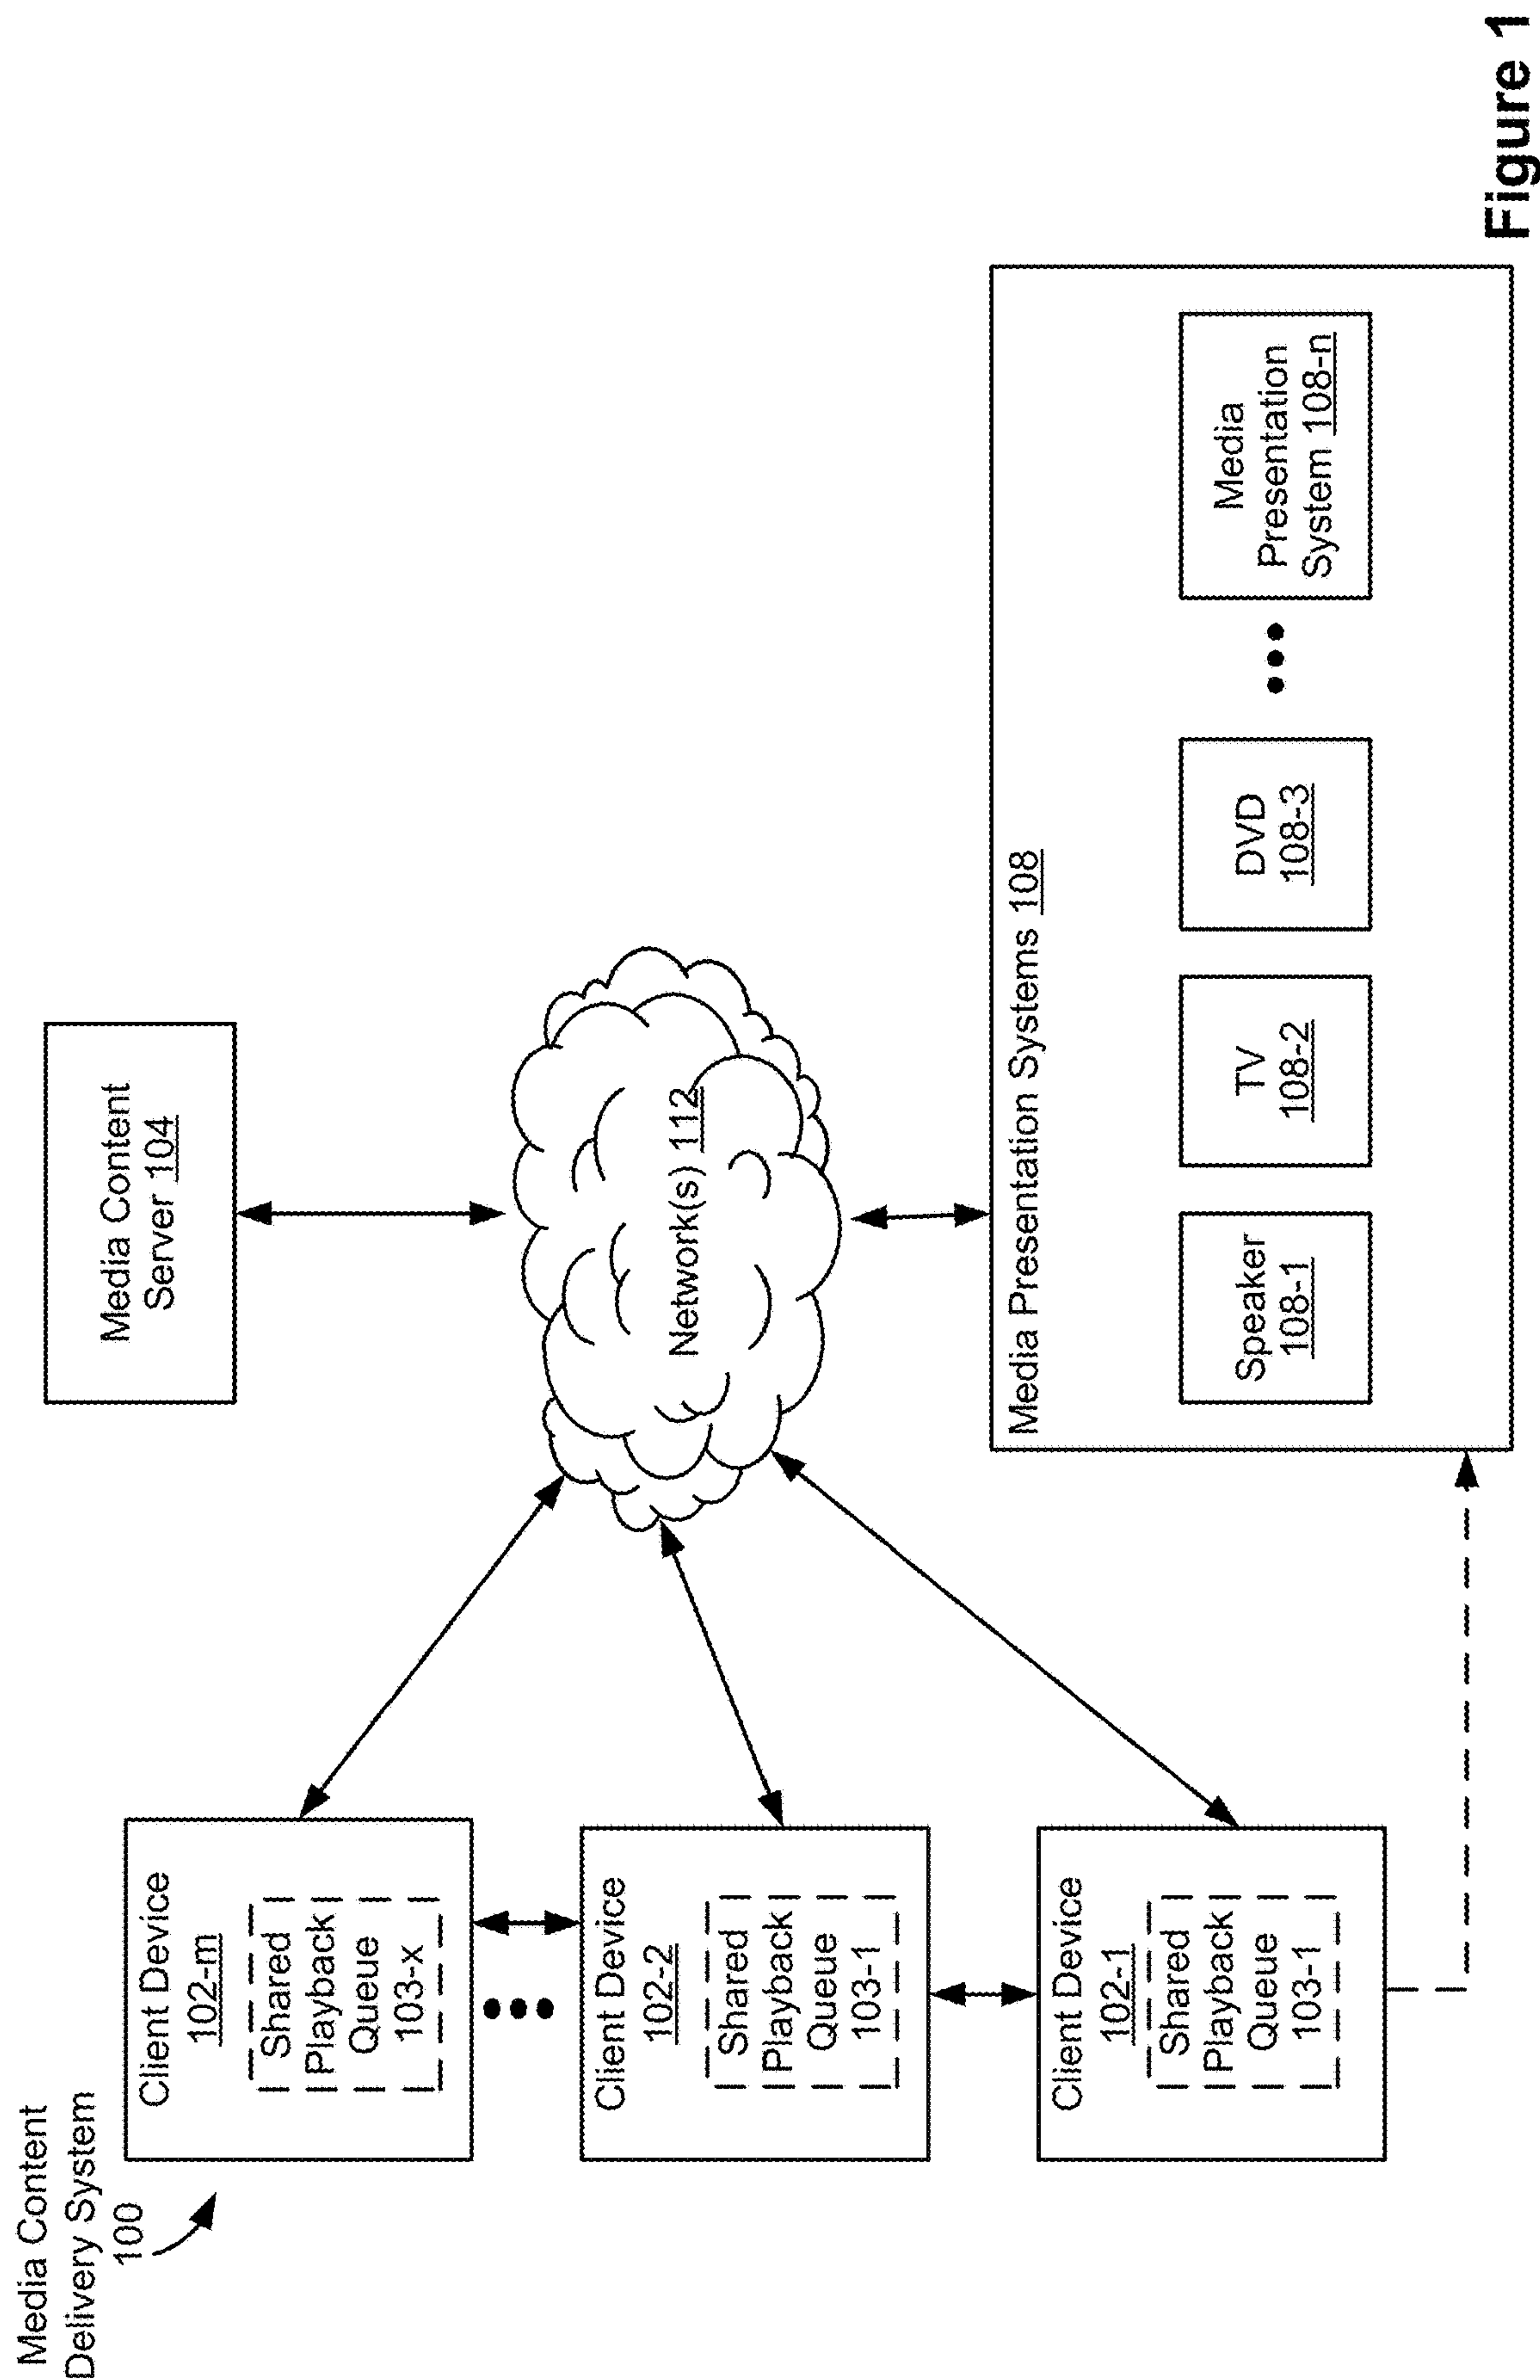 Media Content
Delivery System
100
Client Device
102-m
Shared
Playback
Queue
103-x
Client Device
102-2
Shared
Playback
Queue
103-1
Client Device
102-1
Shared
Playback
Queue
103-1
Media Content
Server 104
Network(s) 112
Media Presentation Systems 108
Speaker
108-1
TV
108-2
DVD
108-3
Media
Presentation
System 108-n
Figure 1